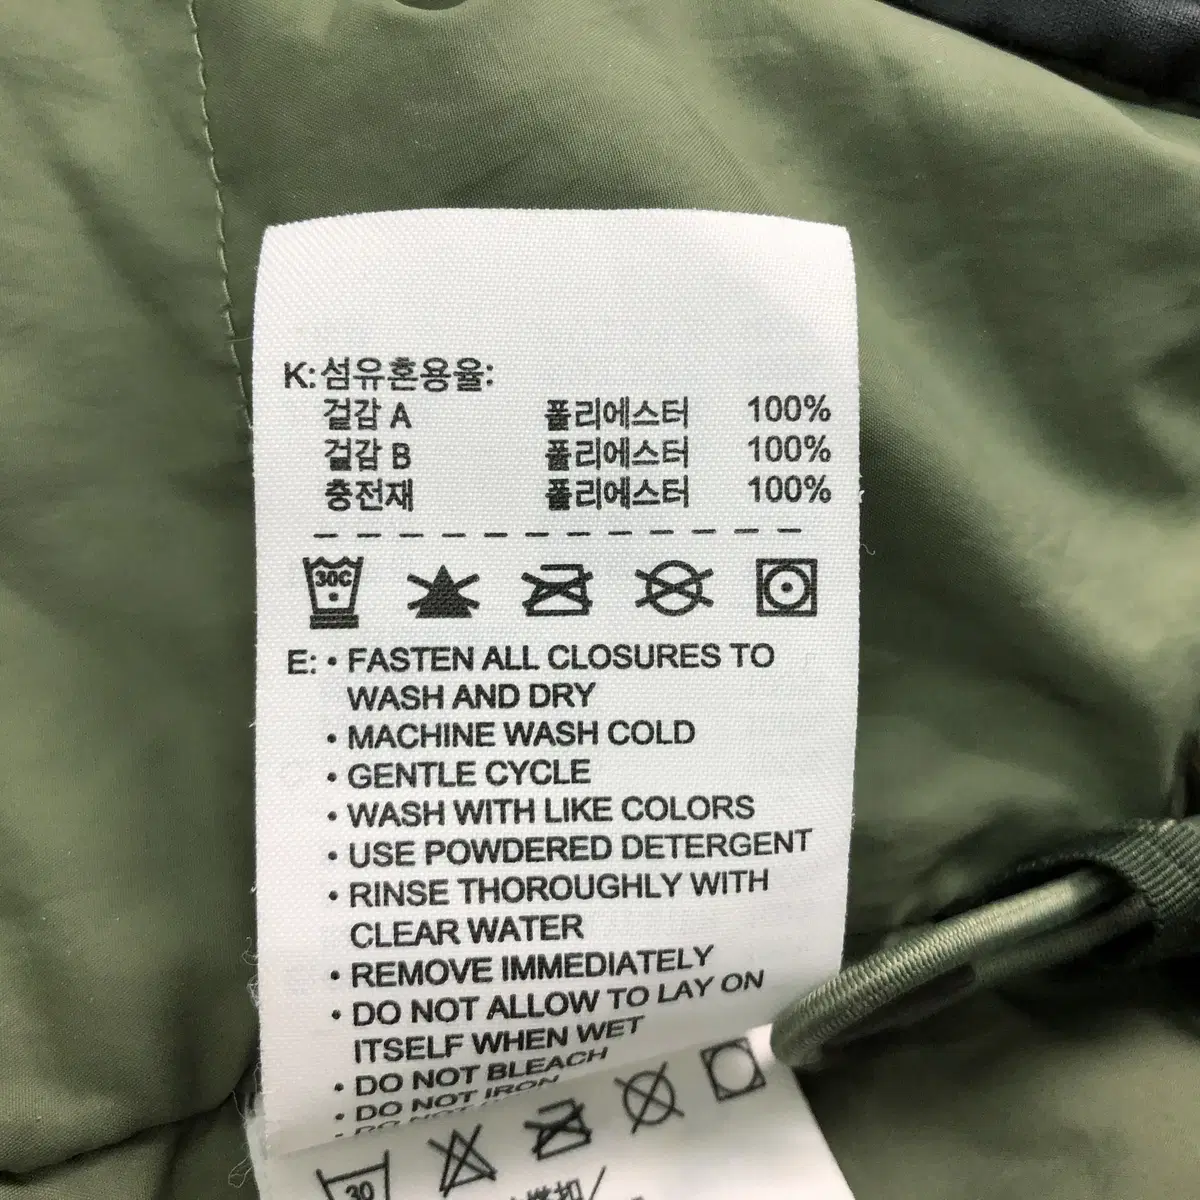 K: 섬유혼용율:
걸감 A 폴리에스터 100%
걸감 B 폴리에스터 100%
충전재 폴리에스터 100%
30C
E: • FASTEN ALL CLOSURES TO
WASH AND DRY
• MACHINE WASH COLD
• GENTLE CYCLE
• WASH WITH LIKE COLORS
• USE POWDERED DETERGENT
• RINSE THOROUGHLY WITH
CLEAR WATER
• REMOVE IMMEDIATELY
• DO NOT ALLOW TO LAY ON
ITSELF WHEN WET
• DO NOT BLEACH
• DO NOT IRON
30